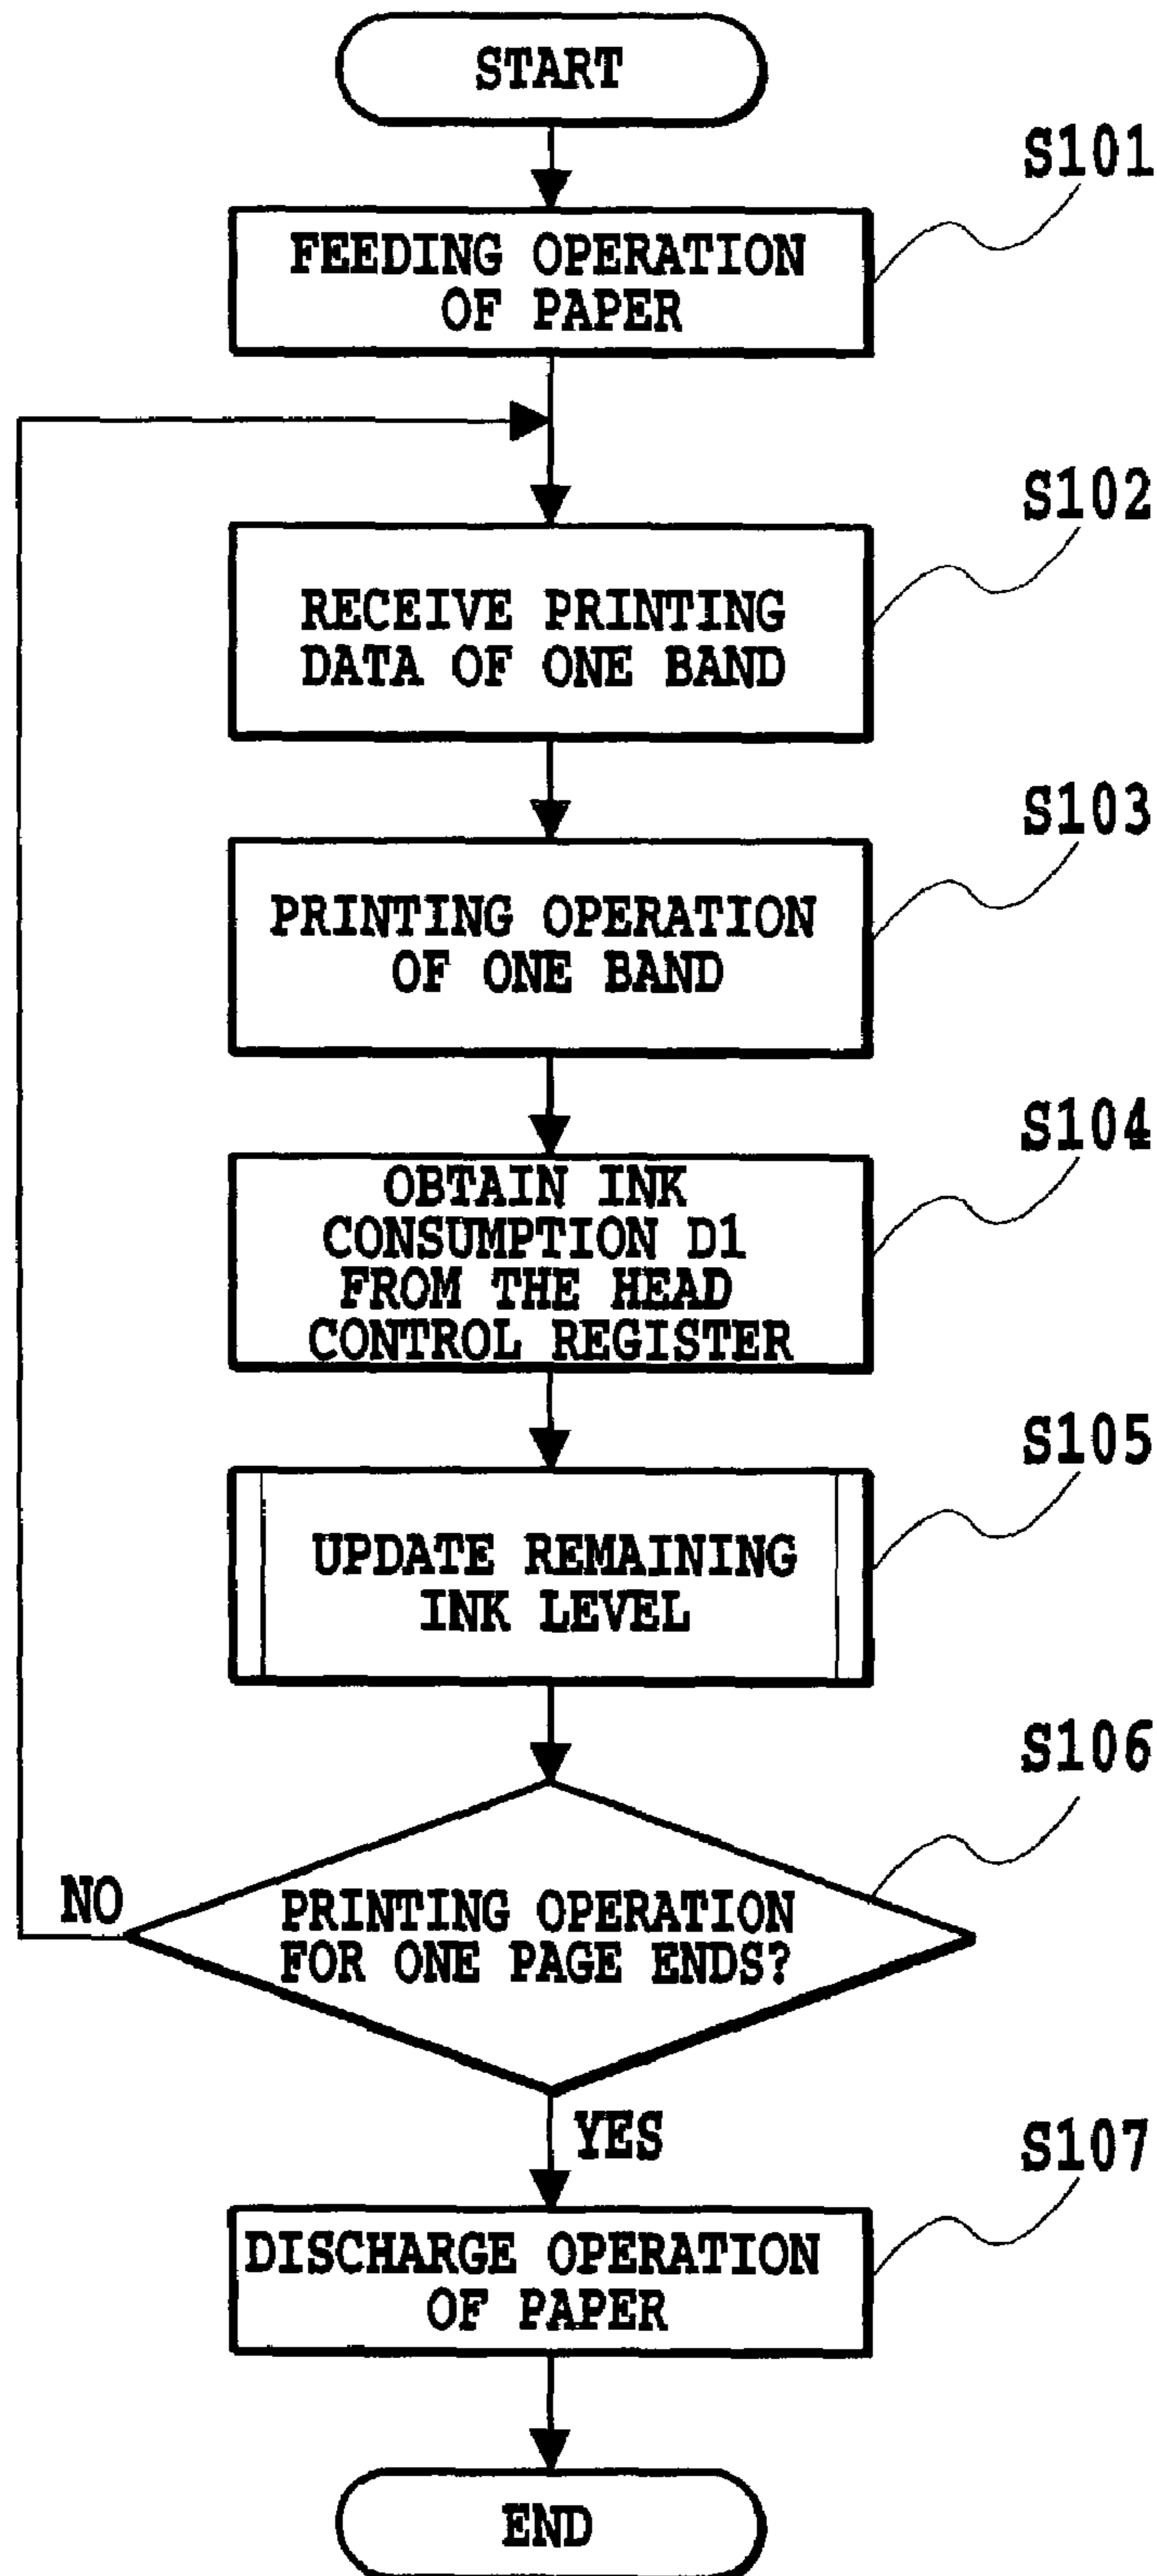 START
S101
FEEDING OPERATION
OF PAPER
S102
RECEIVE PRINTING
DATA OF ONE BAND
S103
PRINTING OPERATION
OF ONE BAND
S104
OBTAIN INK
CONSUMPTION D1
FROM THE HEAD
CONTROL REGISTER
S105
UPDATE REMAINING
INK LEVEL
S106
NO
PRINTING OPERATION
FOR ONE PAGE ENDS?
YES
S107
DISCHARGE OPERATION
OF PAPER
END